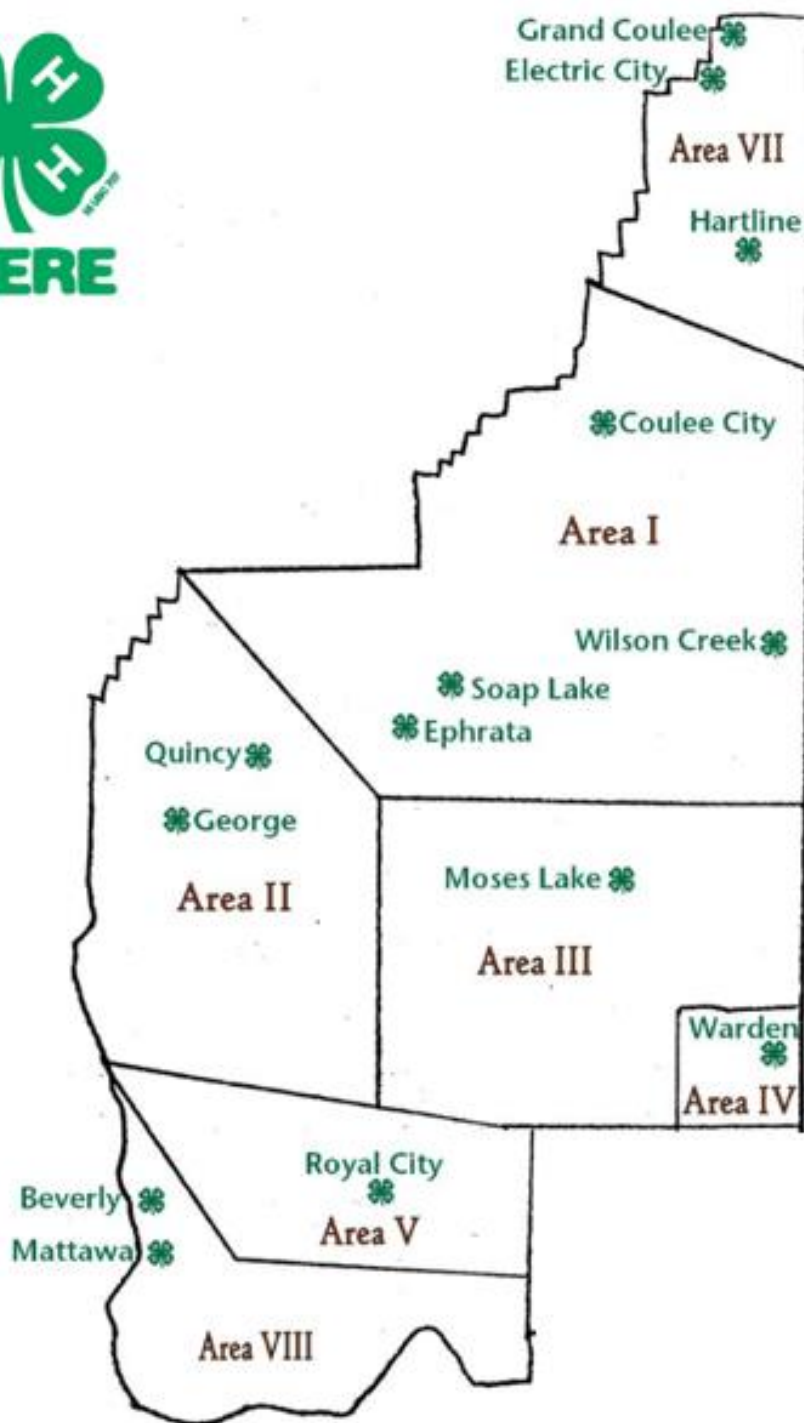 H
H
ERE
Grand Coulee
Electric City
Area VII
Hartline
Coulee City
Area I
Wilson Creek
Soap Lake
Ephrata
Quincy
George
Area II
Moses Lake
Area III
Warden
Area IV
Royal City
Area V
Beverly
Mattawa
Area VIII